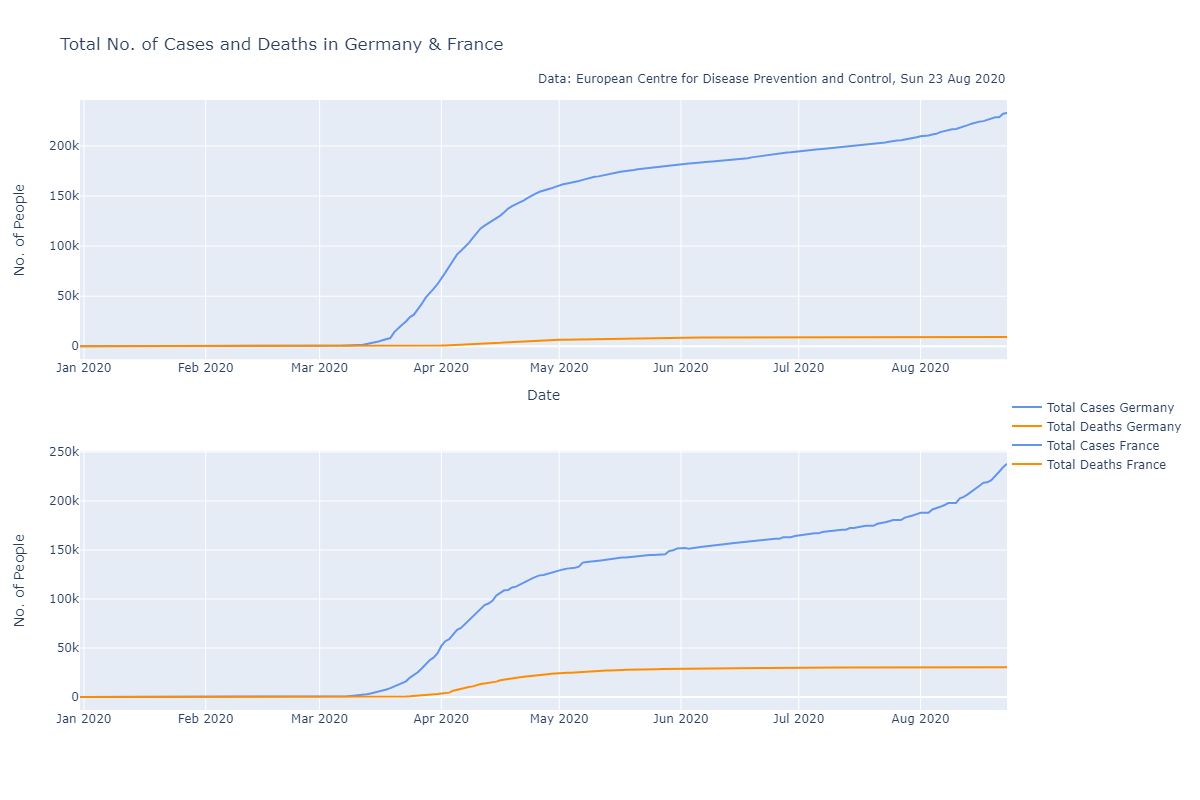 Total No. of Cases and Deaths in Germany & France
Data: European Centre for Disease Prevention and Control, Sun 23 Aug 2020
No. of People
200k
150k
100k
50k
0
Jan 2020 Feb 2020 Mar 2020 Apr 2020 May 2020 Jun 2020 Jul 2020 Aug 2020
Date
Total Cases Germany
Total Deaths Germany
Total Cases France
Total Deaths France
No. of People
250k
200k
150k
100k
50k
0
Jan 2020 Feb 2020 Mar 2020 Apr 2020 May 2020 Jun 2020 Jul 2020 Aug 2020